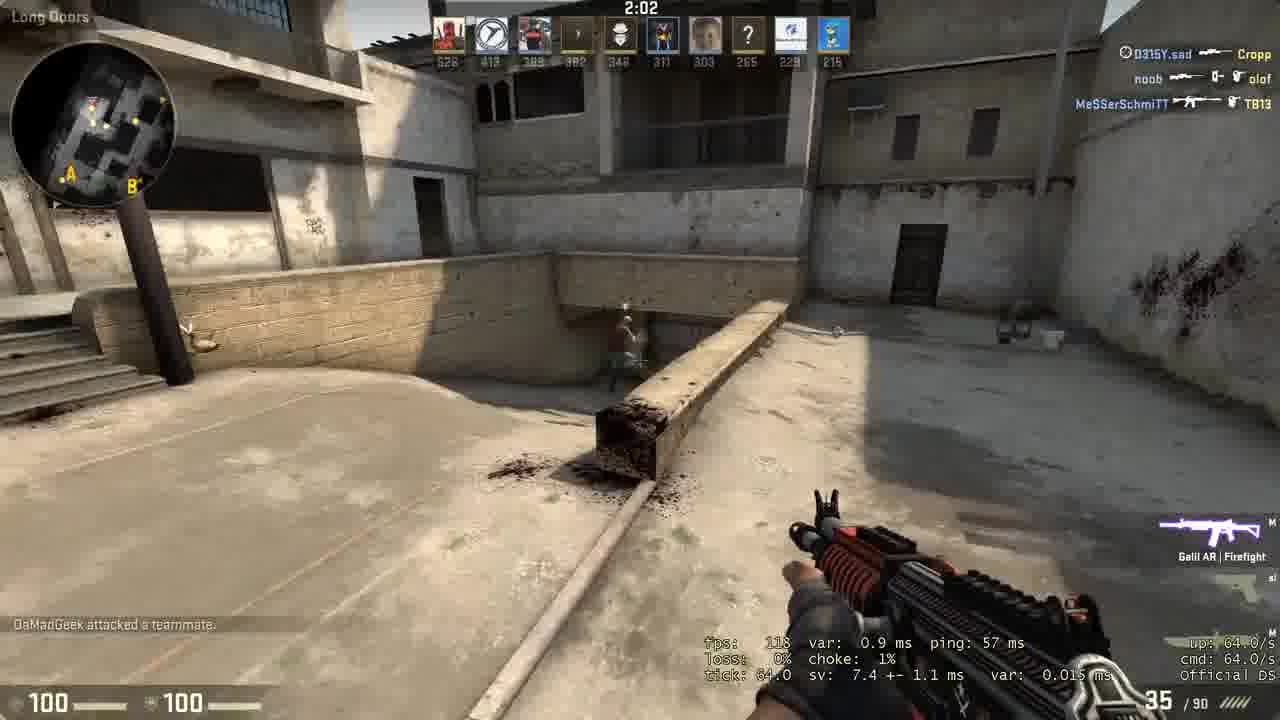 Long Doors
2:02
526 413 389 382 346 311 303 265 229 215
D315Y.sad Cropp
noob olof
MeSSerSchmiTT TB13
A
B
?
M
Galil AR | Firefight
DaMadGeek attacked a teammate.
M
fps: 118 var: 0.9 ms ping: 57 ms
up: 64.0/s
loss: 0% choke: 1%
cmd: 64.0/s
tick: 64.0 sv: 7.4 +- 1.1 ms var: 0.015 ms
Official DS
100 100
35 / 90